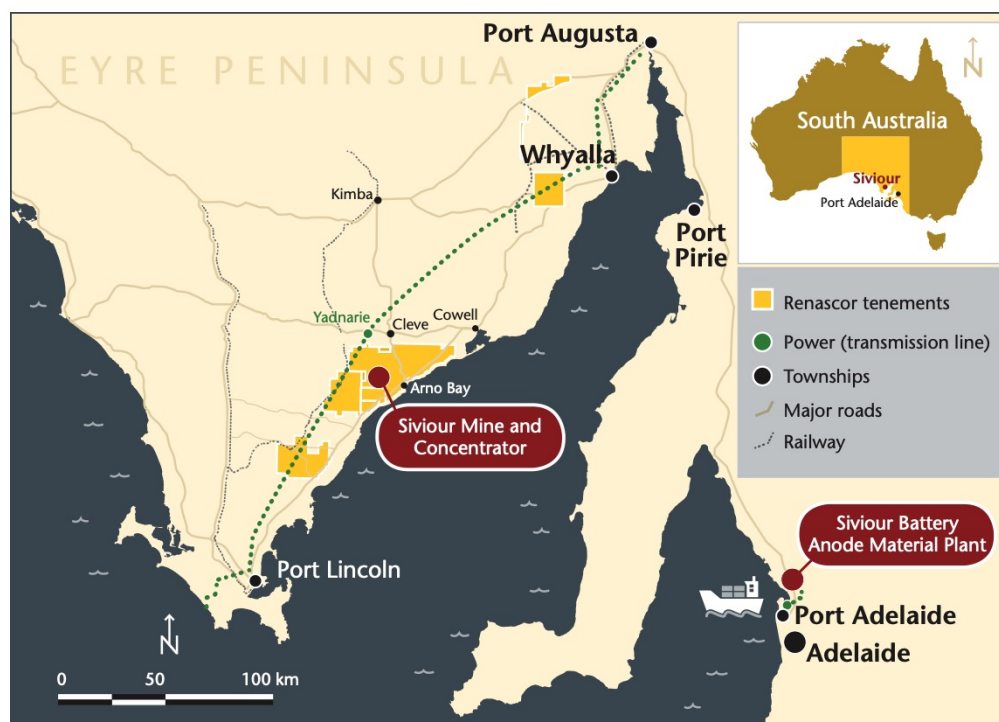 EYRE PENINSULA
Port Augusta
Whyalla
Kimba
Port
Pirie
Yadnarie
Cleve
Cowell
Arno Bay
Siviour Mine and
Concentrator
Port Lincoln
N
0 50 100 km
Siviour Battery
Anode Material Plant
Port Adelaide
Adelaide
N
South Australia
Siviour
Port Adelaide
Renascor tenements
Power (transmission line)
Townships
Major roads
Railway